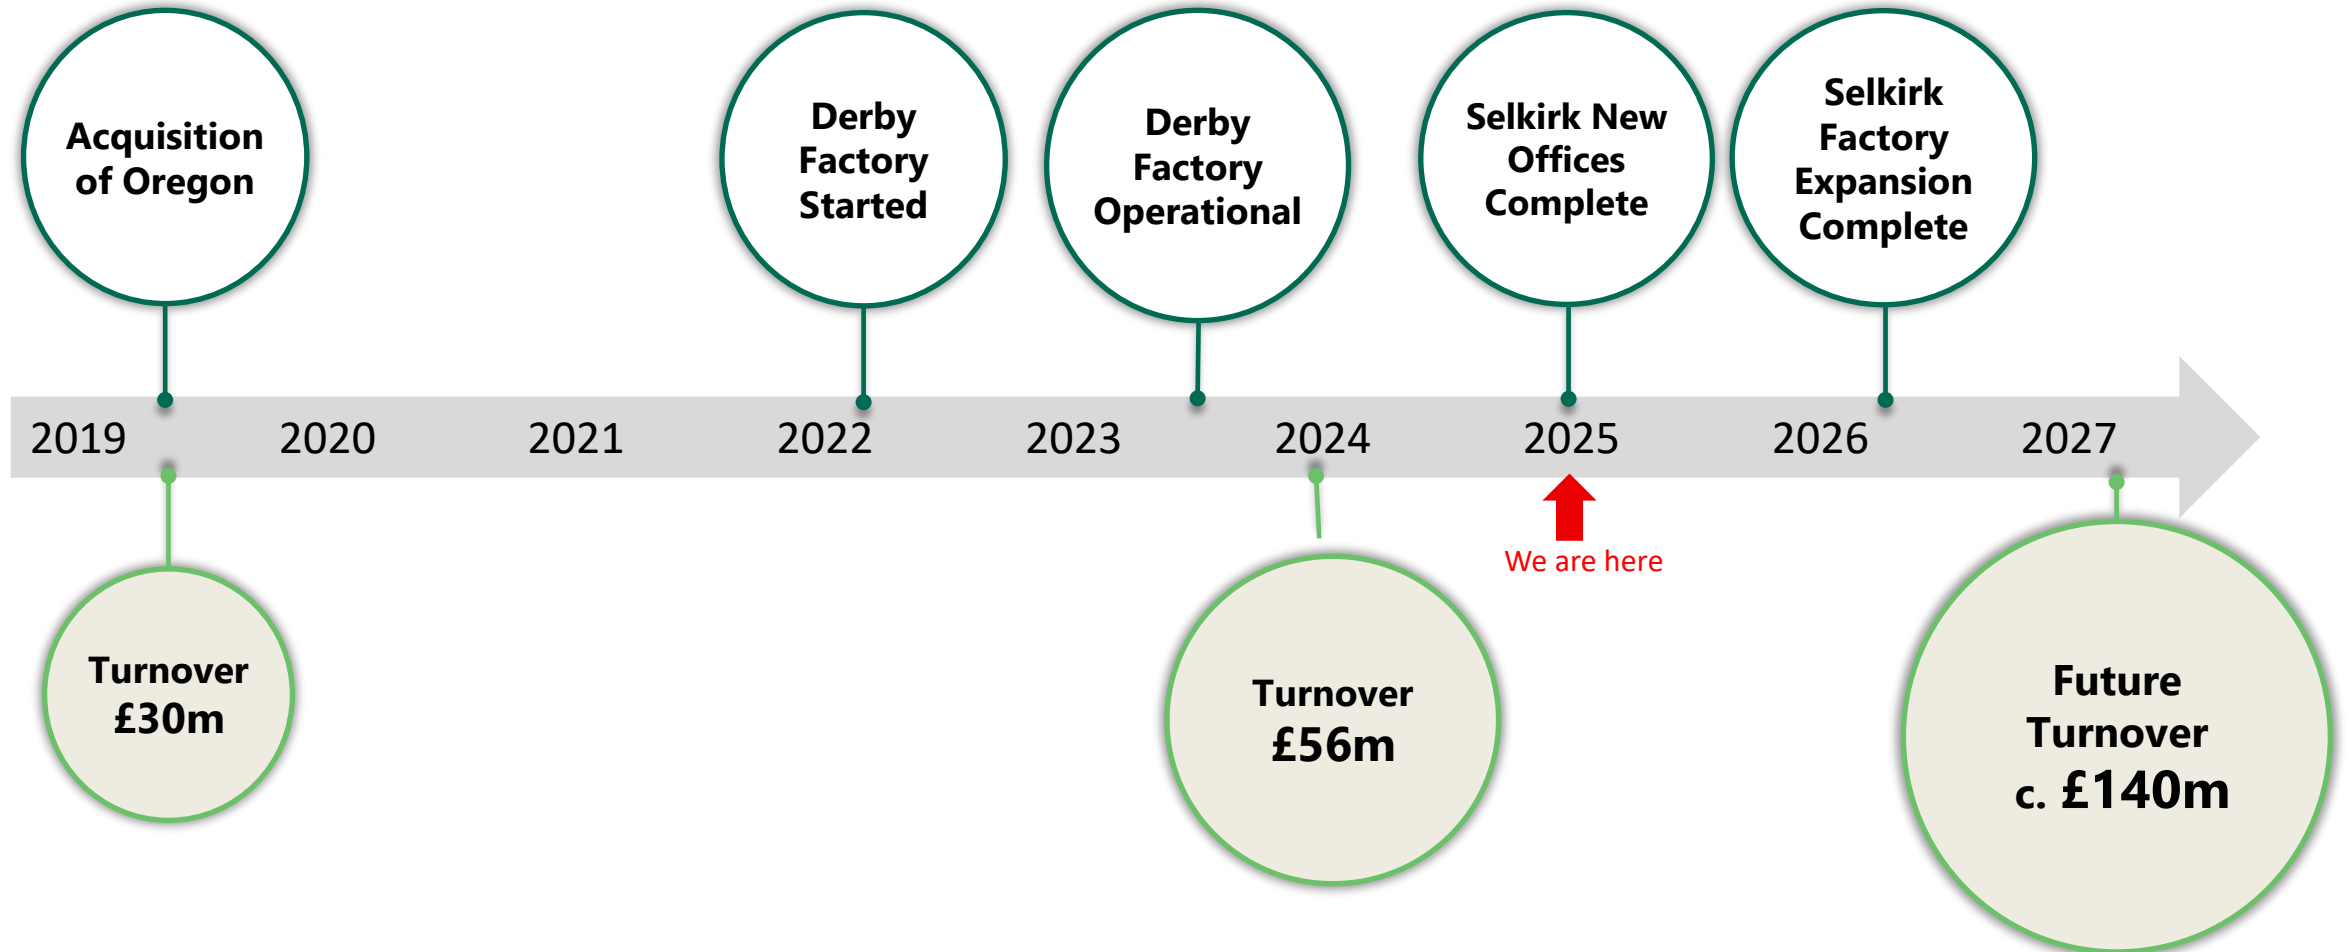 Acquisition
of Oregon
Derby
Factory
Started
Derby
Factory
Operational
Selkirk New
Offices
Complete
Selkirk
Factory
Expansion
Complete
2019 2020 2021 2022 2023 2024 2025 2026 2027
We are here
Turnover
£30m
Turnover
£56m
Future
Turnover
c. £140m